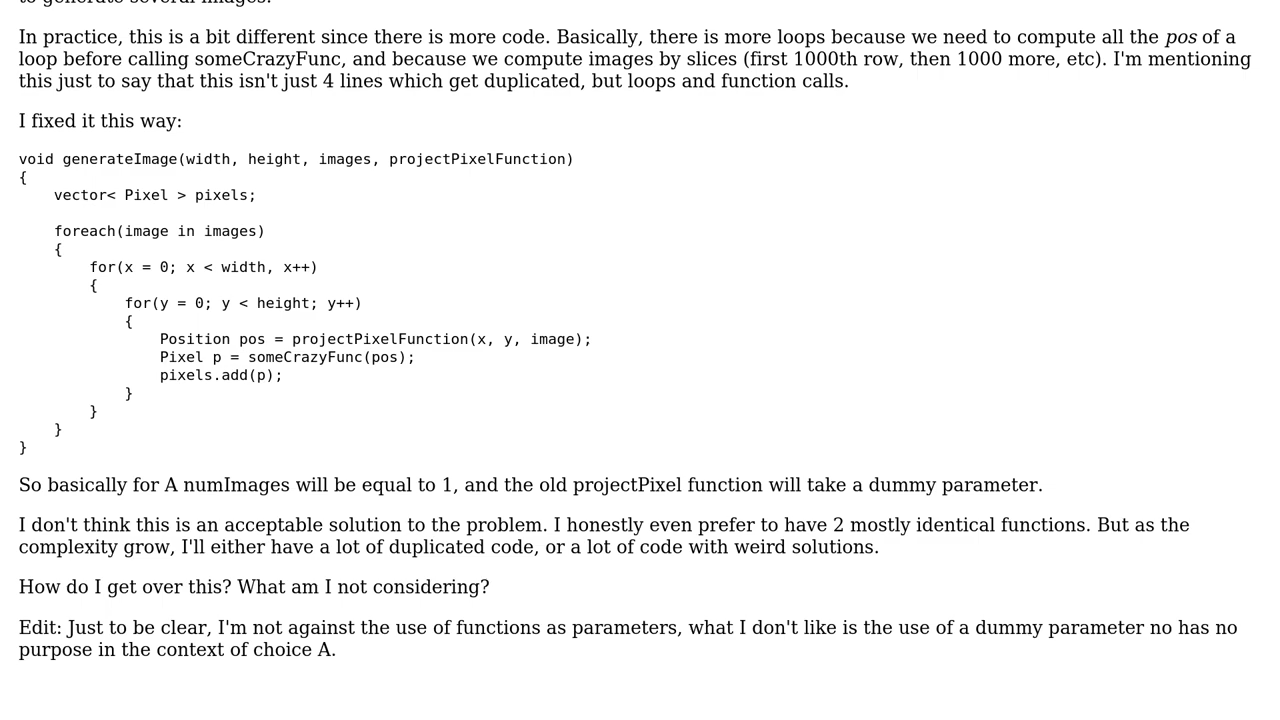 to generate several images.
In practice, this is a bit different since there is more code. Basically, there is more loops because we need to compute all the pos of a
loop before calling someCrazyFunc, and because we compute images by slices (first 1000th row, then 1000 more, etc). I'm mentioning
this just to say that this isn't just 4 lines which get duplicated, but loops and function calls.
I fixed it this way:
void generateImage(width, height, images, projectPixelFunction)
{
    vector< Pixel > pixels;
    foreach(image in images)
    {
        for(x = 0; x < width, x++)
        {
            for(y = 0; y < height; y++)
            {
                Position pos = projectPixelFunction(x, y, image);
                Pixel p = someCrazyFunc(pos);
                pixels.add(p);
            }
        }
    }
}
So basically for A numImages will be equal to 1, and the old projectPixel function will take a dummy parameter.
I don't think this is an acceptable solution to the problem. I honestly even prefer to have 2 mostly identical functions. But as the
complexity grow, I'll either have a lot of duplicated code, or a lot of code with weird solutions.
How do I get over this? What am I not considering?
Edit: Just to be clear, I'm not against the use of functions as parameters, what I don't like is the use of a dummy parameter no has no
purpose in the context of choice A.